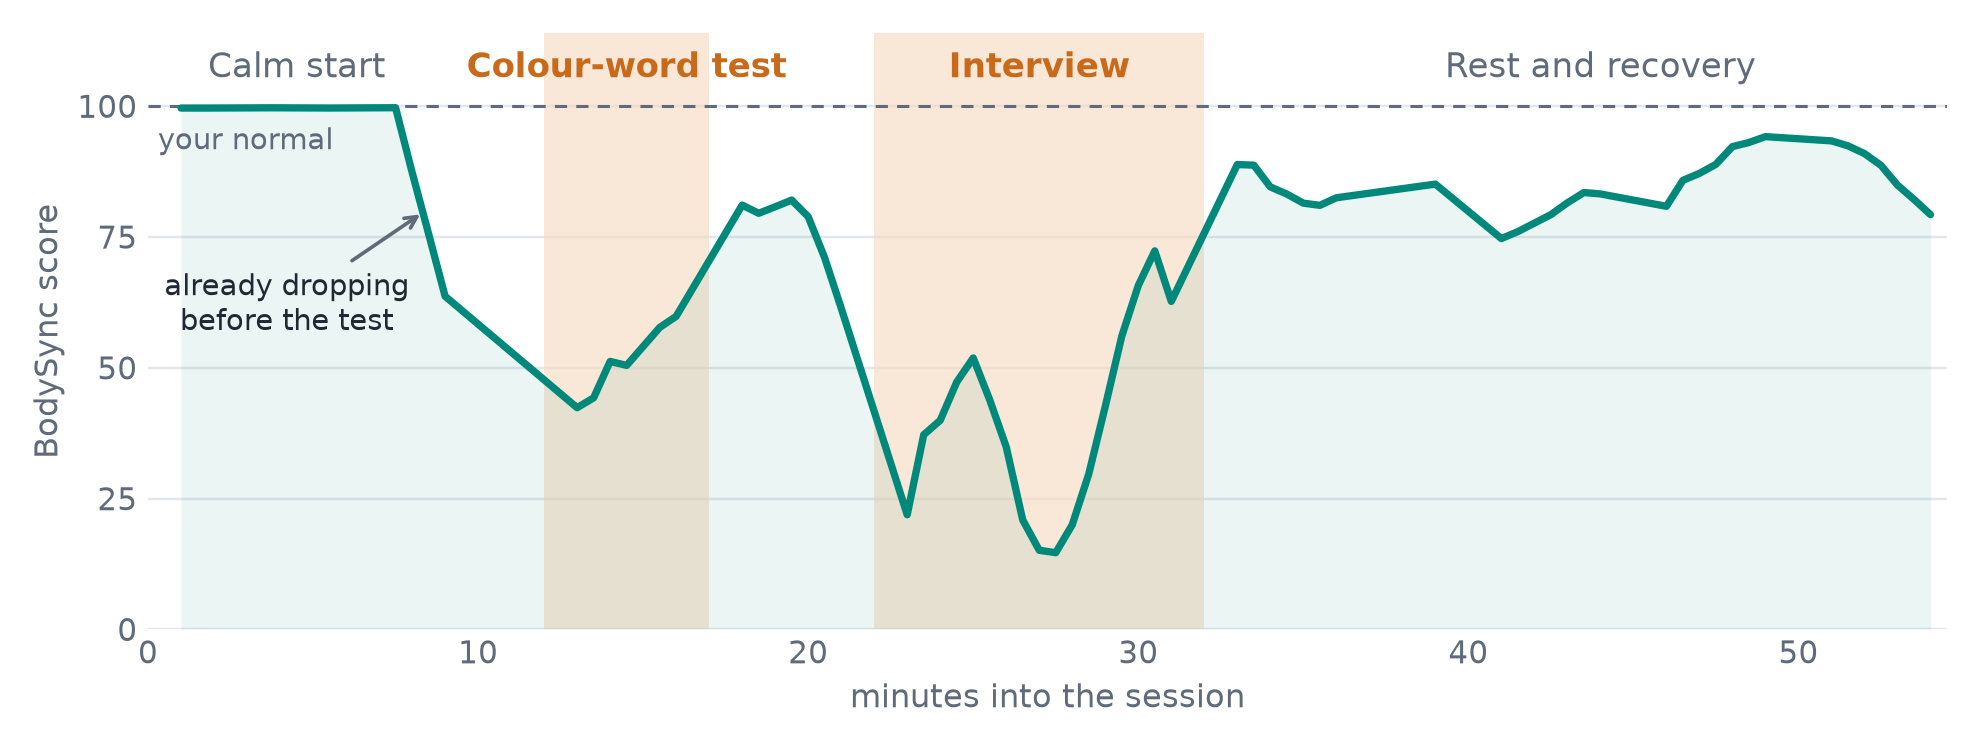 Calm start
Colour-word test
Interview
Rest and recovery
100
your normal
75
already dropping
before the test
50
25
0
BodySync score
0
10
20
30
40
50
minutes into the session